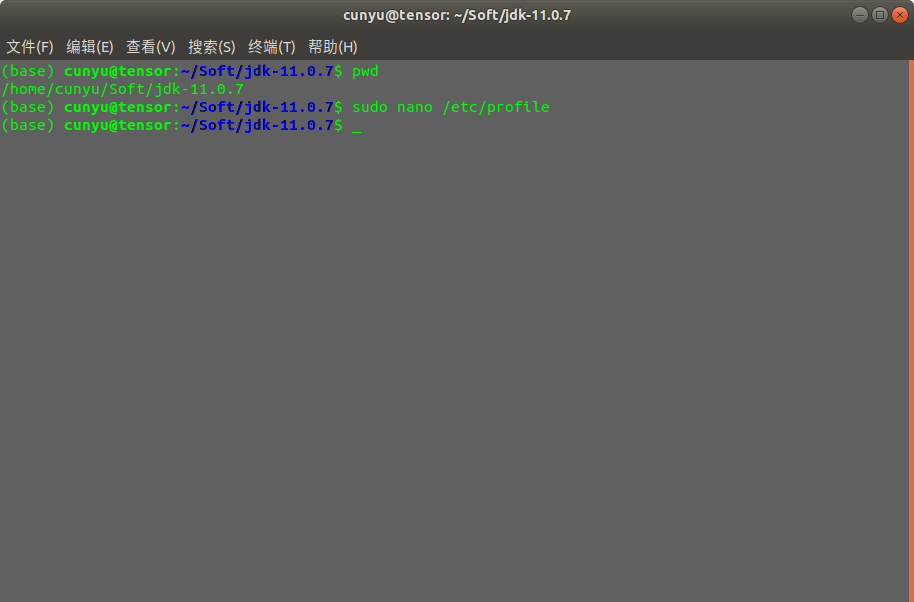 cunyu@tensor: ~/Soft/jdk-11.0.7
文件(F) 编辑(E) 查看(V) 搜索(S) 终端(T) 帮助(H)
(base) cunyu@tensor:~/Soft/jdk-11.0.7$ pwd
/home/cunyu/Soft/jdk-11.0.7
(base) cunyu@tensor:~/Soft/jdk-11.0.7$ sudo nano /etc/profile
(base) cunyu@tensor:~/Soft/jdk-11.0.7$ _